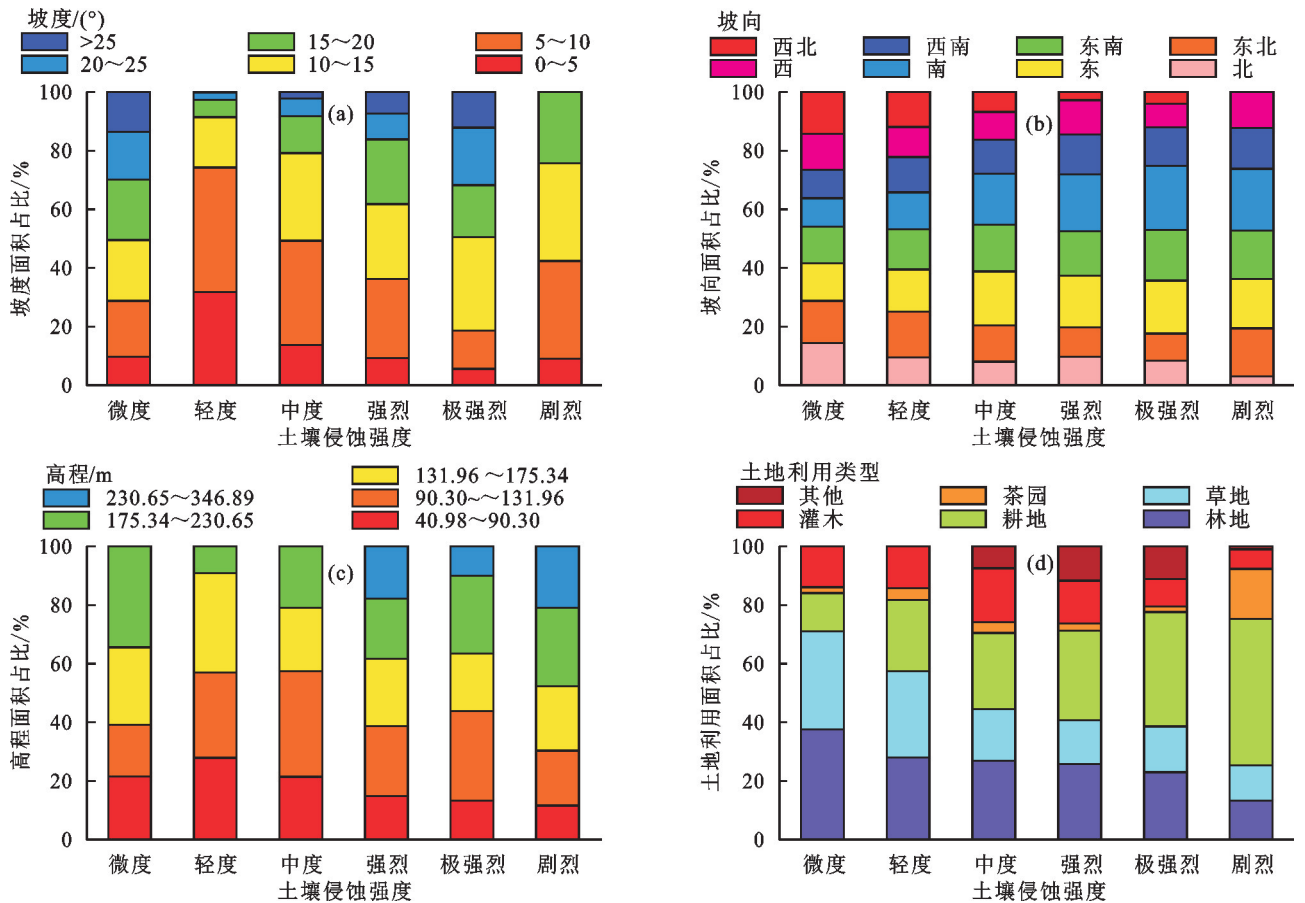 坡度/(°)
>25 15～20 5～10
20～25 10～15 0～5
(a)
坡度面积占比/%
100
80
60
40
20
0
微度 轻度 中度 强烈 极强烈 剧烈
土壤侵蚀强度
坡向
西北 西南 东南 东北
西 南 东 北
(b)
坡向面积占比/%
100
80
60
40
20
0
微度 轻度 中度 强烈 极强烈 剧烈
土壤侵蚀强度
高程/m
131.96～175.34
230.65～346.89 90.30～～131.96
175.34～230.65 40.98～90.30
(c)
高程面积占比/%
100
80
60
40
20
0
微度 轻度 中度 强烈 极强烈 剧烈
土壤侵蚀强度
土地利用类型
其他 茶园 草地
灌木 耕地 林地
(d)
土地利用面积占比/%
100
80
60
40
20
0
微度 轻度 中度 强烈 极强烈 剧烈
土壤侵蚀强度